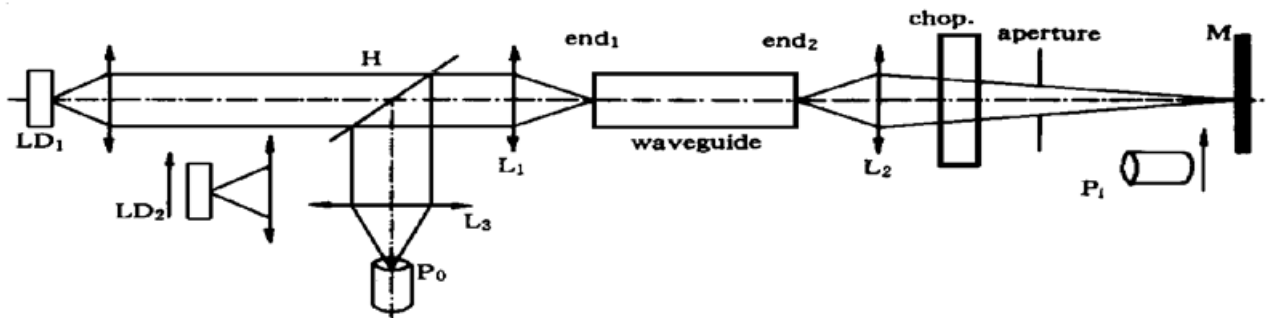 chop.
end₁
end₂
aperture
M
H
LD₁
L₁
waveguide
L₂
P₁
LD₂
L₃
P₀